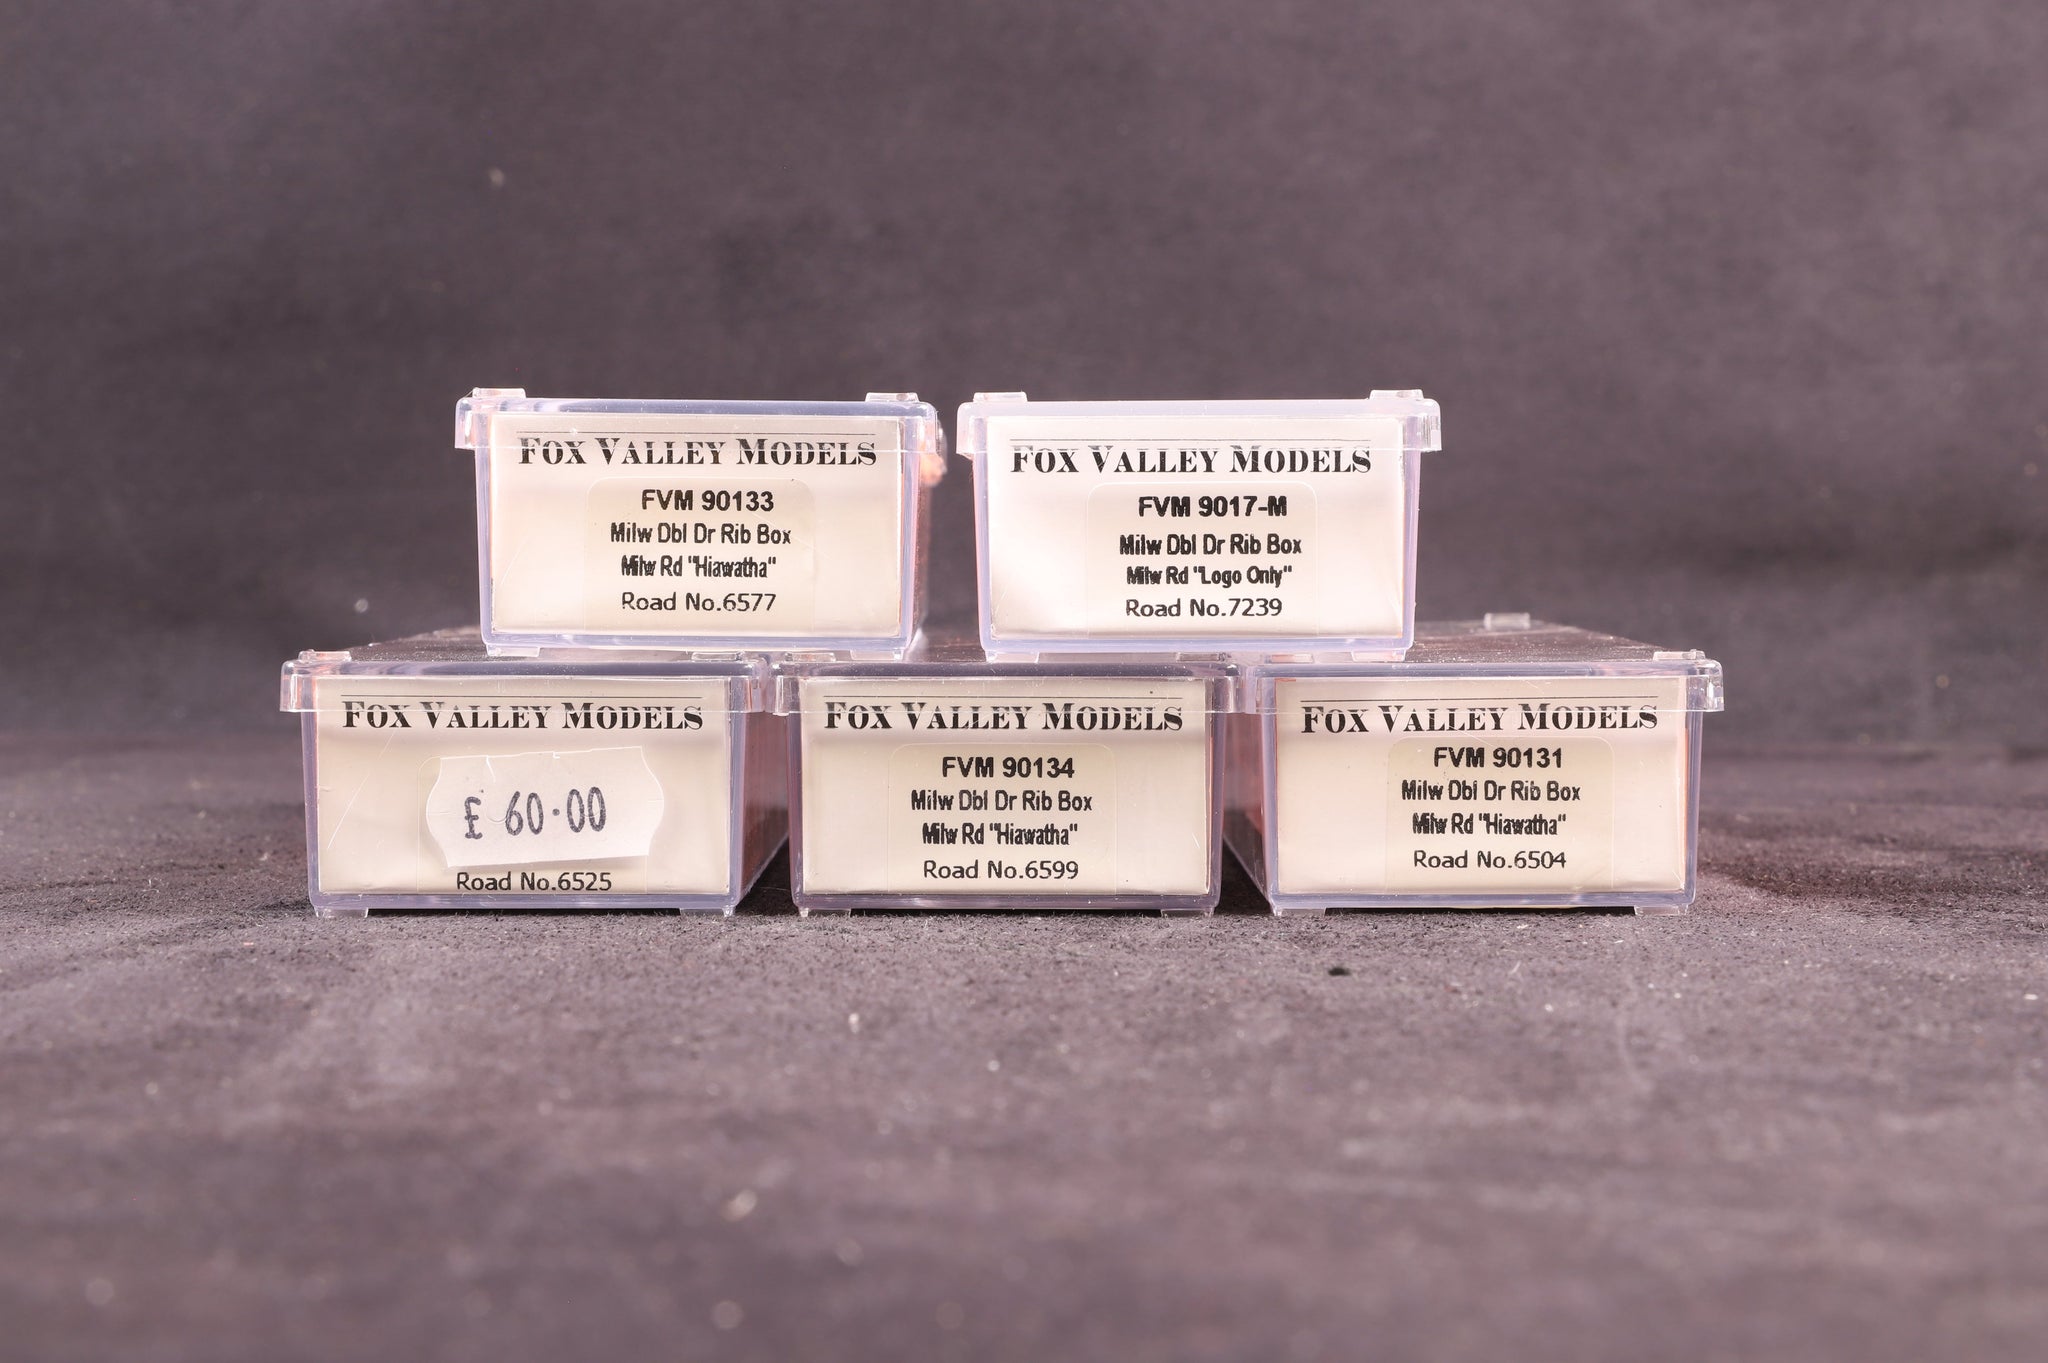 FOX VALLEY MODELS
FVM 90133
Milw Dbl Dr Rib Box
Milw Rd "Hiawatha"
Road No.6577
FOX VALLEY MODELS
FVM 9017-M
Milw Dbl Dr Rib Box
Milw Rd "Logo Only"
Road No.7239
FOX VALLEY MODELS
£ 60.00
Road No.6525
FOX VALLEY MODELS
FVM 90134
Milw Dbl Dr Rib Box
Milw Rd "Hiawatha"
Road No.6599
FOX VALLEY MODELS
FVM 90131
Milw Dbl Dr Rib Box
Milw Rd "Hiawatha"
Road No.6504